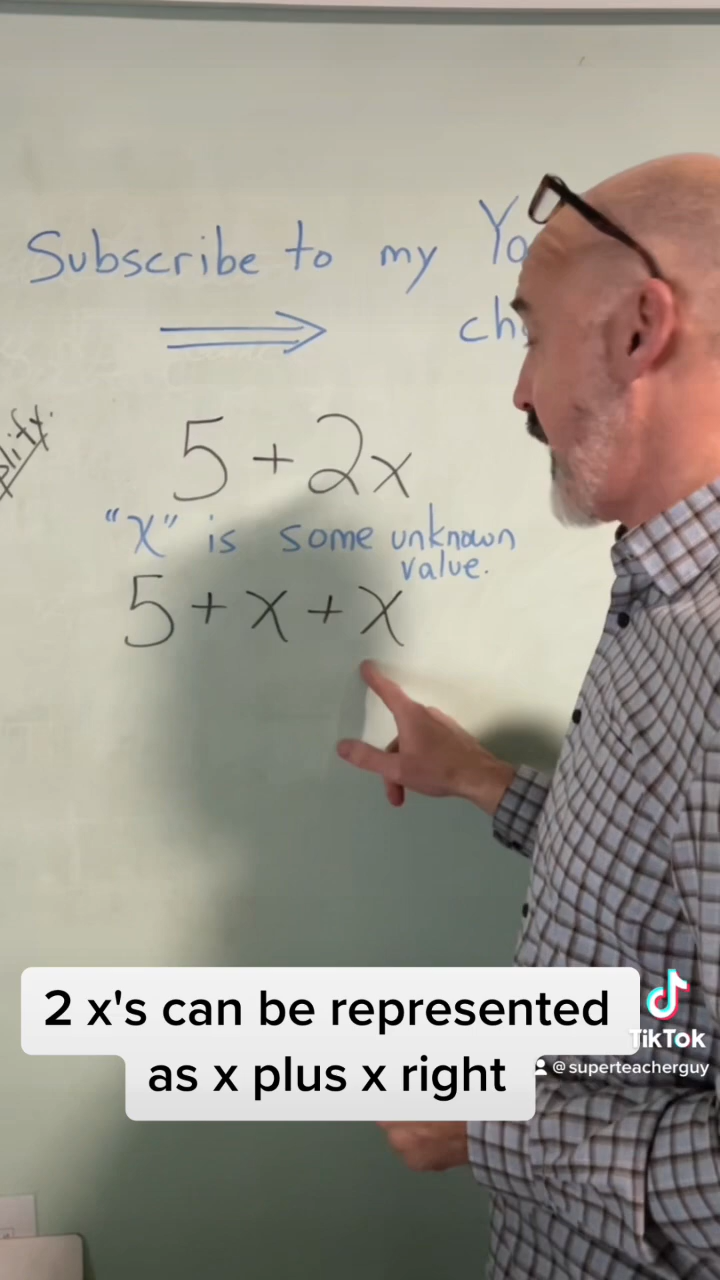 Subscribe to my
5+2x
"X" is some unknown
value.
5+x+x
2 x's can be represented
as x plus x right
TikTok
@superteacherguy